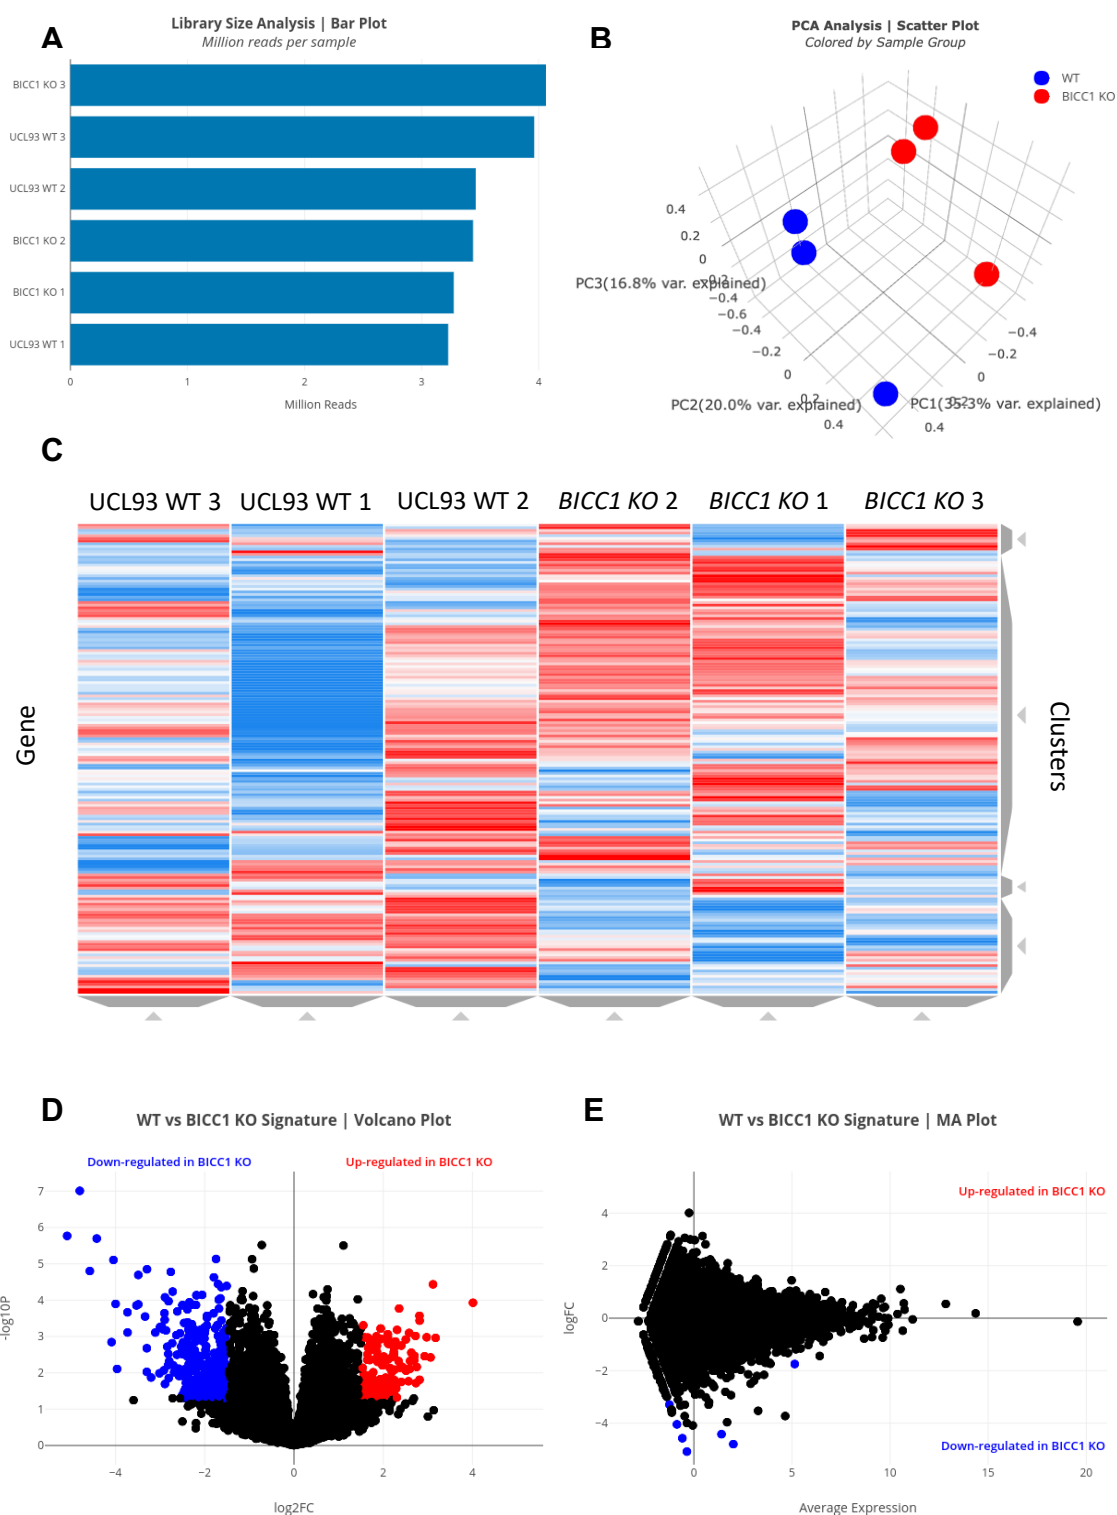 A
Library Size Analysis | Bar Plot
Million reads per sample
BICC1 KO 3
UCL93 WT 3
UCL93 WT 2
BICC1 KO 2
BICC1 KO 1
UCL93 WT 1
0 1 2 3 4
Million Reads
B
PCA Analysis | Scatter Plot
Colored by Sample Group
WT
BICC1 KO
0.4
0.2
0
−0.2
−0.4
−0.6
PC3(16.8% var. explained)
−0.4
−0.2
0
0.2
0.4
PC2(20.0% var. explained)
−0.4
−0.2
0
0.2
0.4
PC1(35.3% var. explained)
C
UCL93 WT 3 UCL93 WT 1 UCL93 WT 2 BICC1 KO 2 BICC1 KO 1 BICC1 KO 3
Gene
Clusters
D
WT vs BICC1 KO Signature | Volcano Plot
Down-regulated in BICC1 KO Up-regulated in BICC1 KO
7
6
5
4
3
2
1
0
-log10P
−4 −2 0 2 4
log2FC
E
WT vs BICC1 KO Signature | MA Plot
Up-regulated in BICC1 KO
4
2
0
−2
−4
logFC
Down-regulated in BICC1 KO
0 5 10 15 20
Average Expression